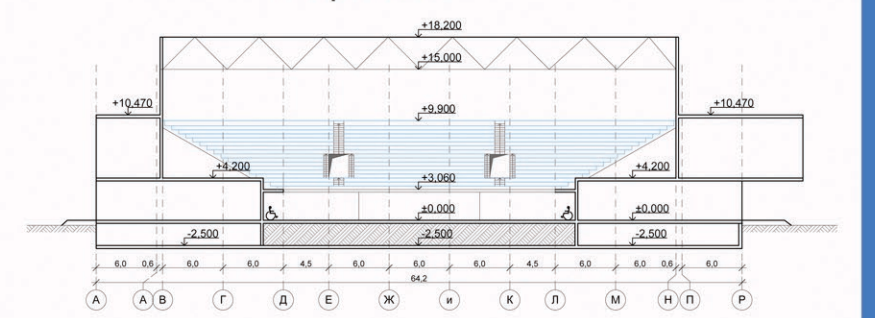 +18,200
+15,000
+10,470 +9,900 +10,470
+4,200 +3,060 +4,200
±0,000 ±0,000
-2,500 -2,500 -2,500
6,0 0,6 6,0 6,0 4,5 6,0 6,0 6,0 4,5 6,0 6,0 0,6 6,0
64,2
А А В Г Д Е Ж и К Л М Н П Р